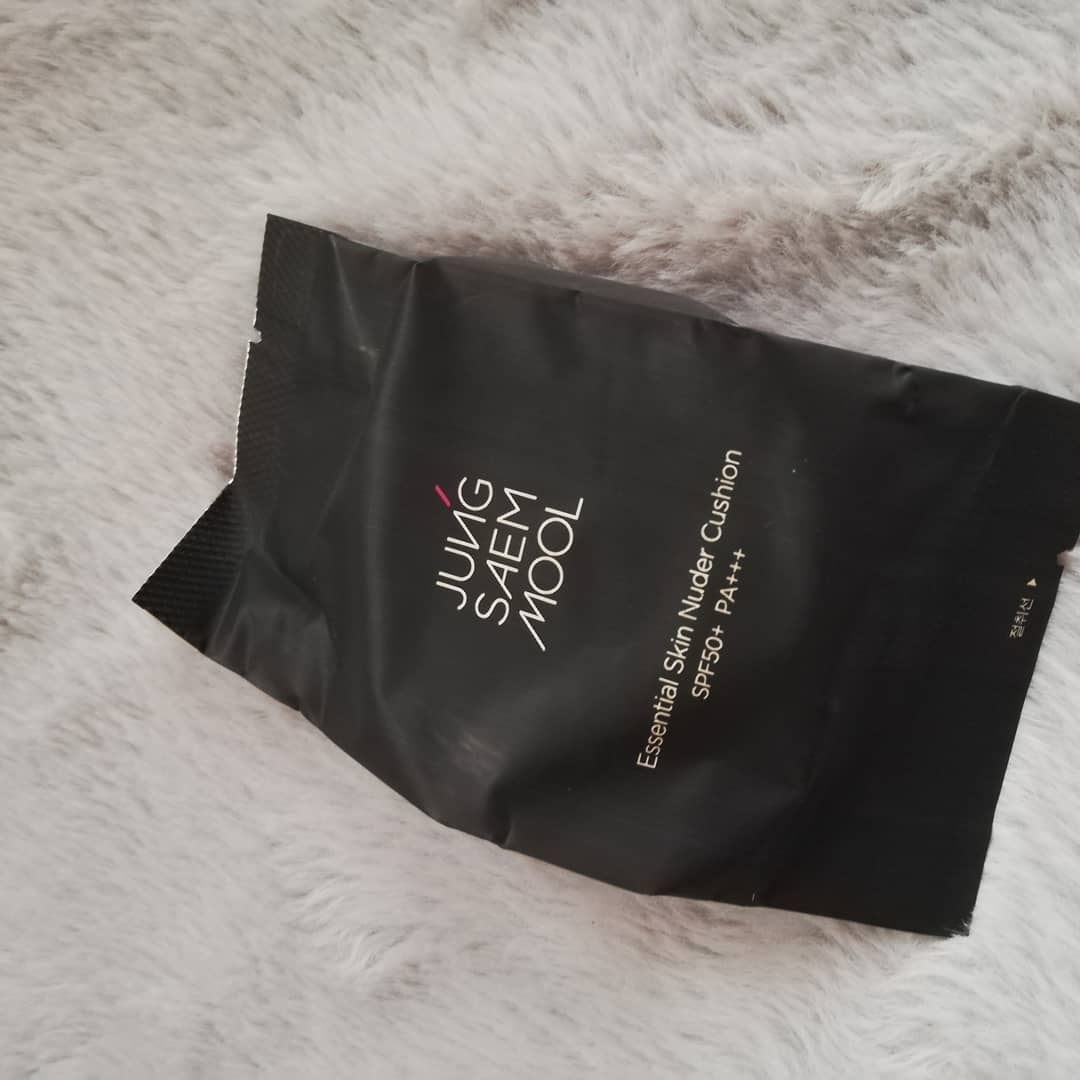 JUNG
SAEM
MOOL
Essential Skin Nuder Cushion
SPF50+ PA+++
절취선 ▲